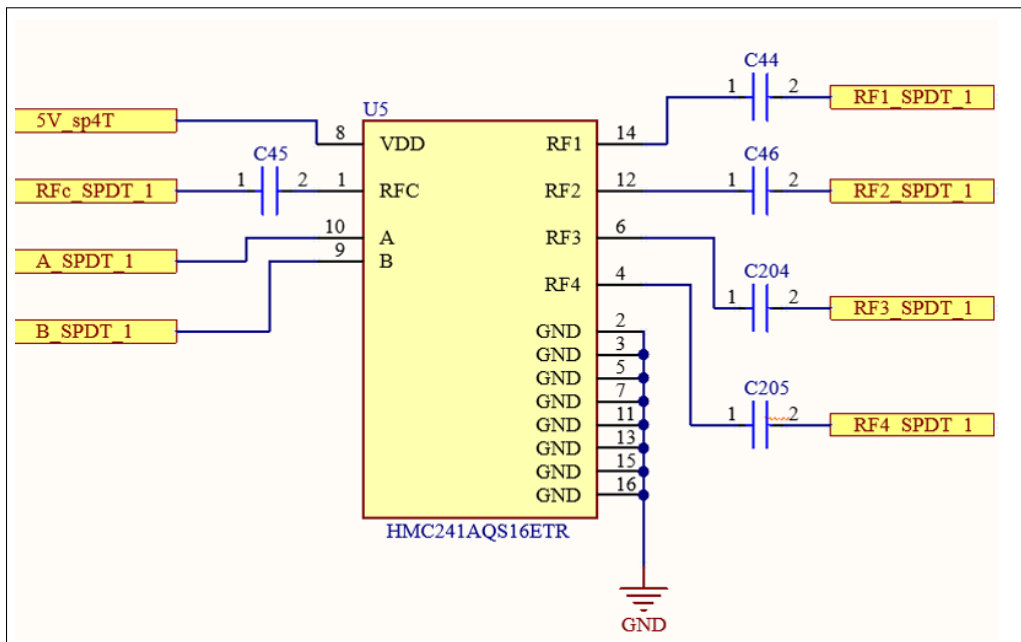 C44
1 2
RF1_SPDT_1
U5
5V_sp4T
8 VDD
RF1 14
C45
1 2
RFc_SPDT_1
1 RFC
C46
RF2 12
1 2
RF2_SPDT_1
10 A
A_SPDT_1
9 B
RF3 6
C204
1 2
RF3_SPDT_1
RF4 4
B_SPDT_1
GND 2
GND 3
GND 5
GND 7
GND 11
GND 13
GND 15
GND 16
C205
1 2
RF4_SPDT_1
HMC241AQS16ETR
GND